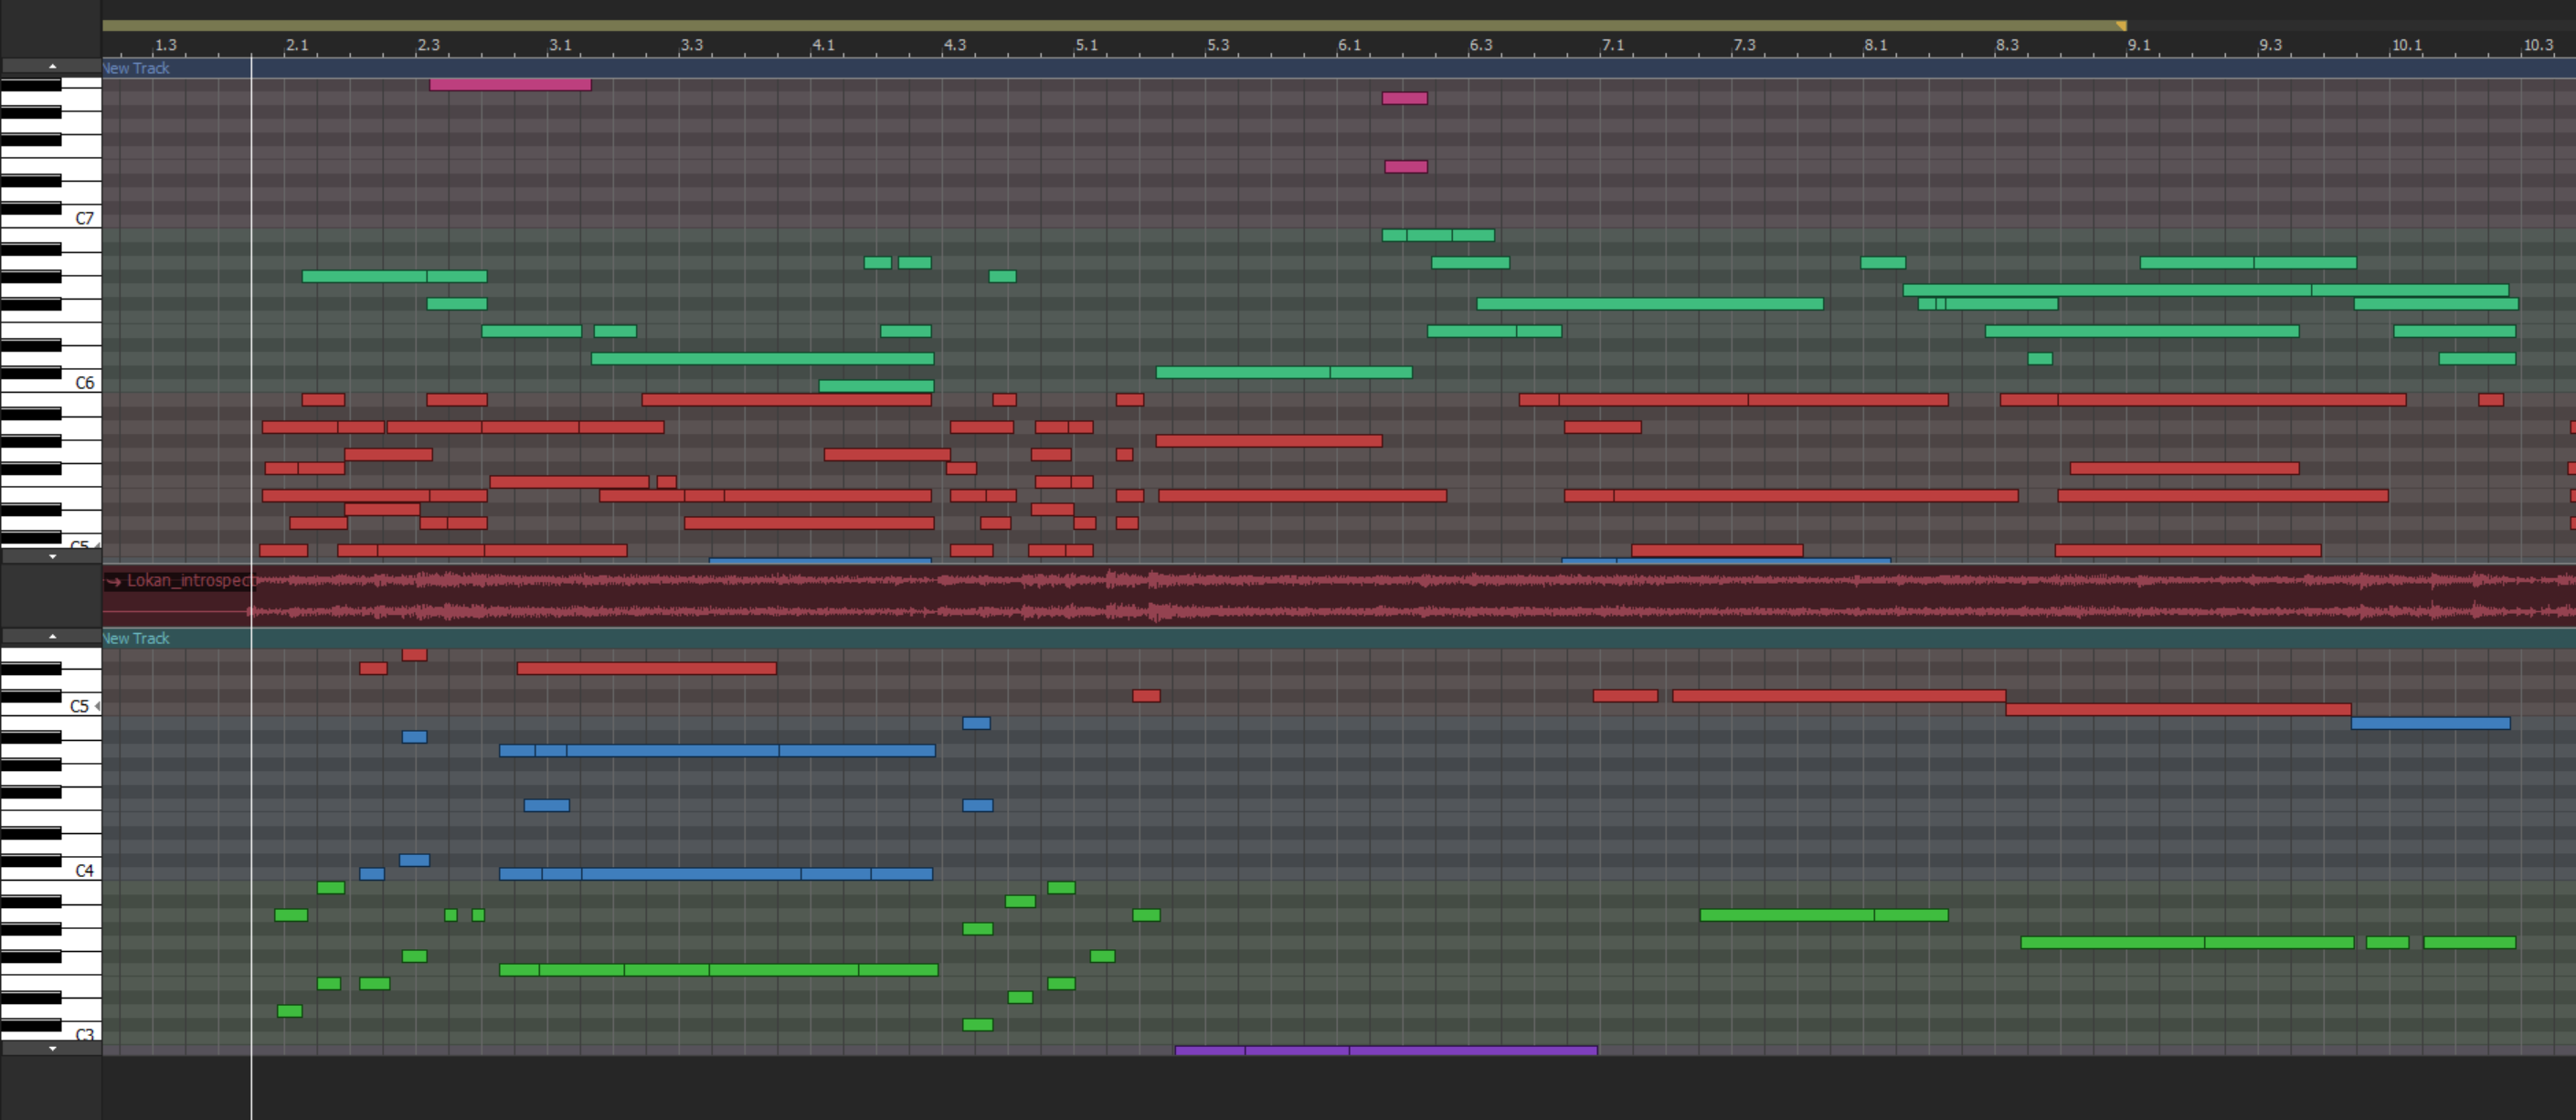 1.3 2.1 2.3 3.1 3.3 4.1 4.3 5.1 5.3 6.1 6.3 7.1 7.3 8.1 8.3 9.1 9.3 10.1 10.3
New Track
C7
C6
C5
Lokan_introspec
New Track
C5
C4
C3